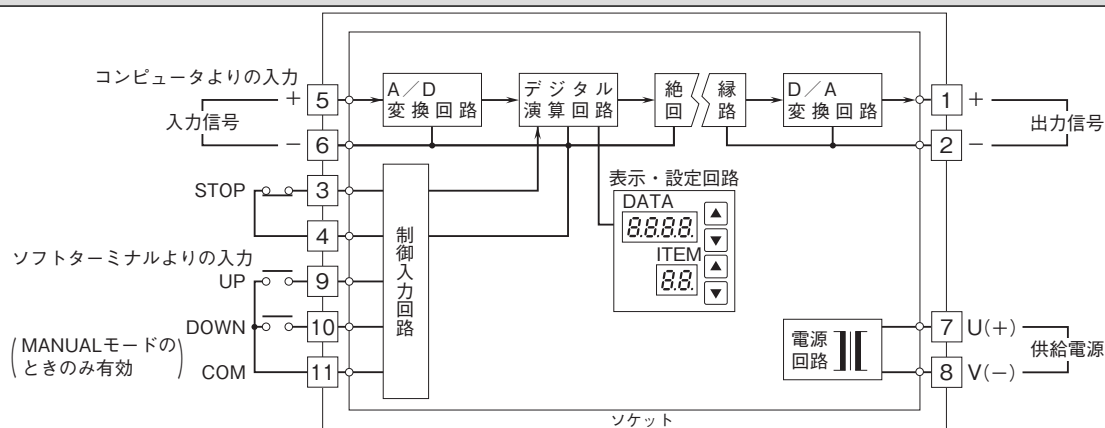 コンピュータよりの入力
+ 5
入力信号
− 6
A／D
変換回路
デジタル
演算回路
絶縁
回路
D／A
変換回路
1 +
出力信号
2 −
STOP 3
4
ソフトターミナルよりの入力
UP 9
DOWN 10
(MANUALモードの
ときのみ有効)
COM 11
制御入力回路
表示・設定回路
DATA
8.8.8.8.
▲
▼
ITEM
8.8.
▲
▼
電源
回路
7 U(+)
供給電源
8 V(−)
ソケット